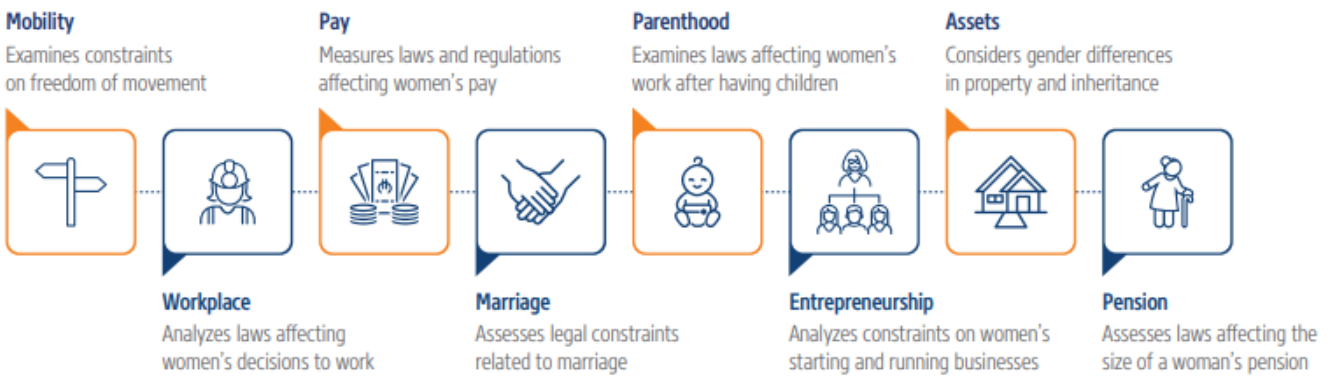 Mobility
Examines constraints
on freedom of movement
Pay
Measures laws and regulations
affecting women's pay
Parenthood
Examines laws affecting women's
work after having children
Assets
Considers gender differences
in property and inheritance
Workplace
Analyzes laws affecting
women's decisions to work
Marriage
Assesses legal constraints
related to marriage
Entrepreneurship
Analyzes constraints on women's
starting and running businesses
Pension
Assesses laws affecting the
size of a woman's pension